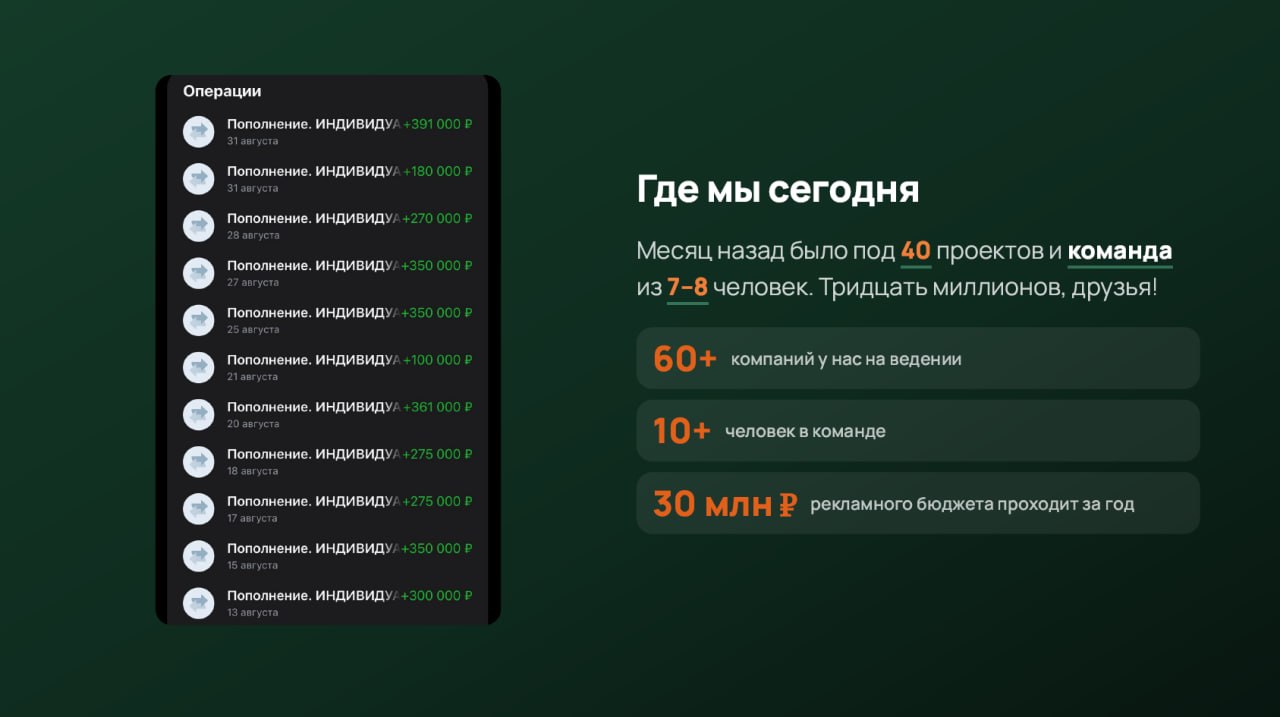 Операции
Пополнение. ИНДИВИДУА +391 000 ₽
31 августа
Пополнение. ИНДИВИДУА +180 000 ₽
31 августа
Пополнение. ИНДИВИДУА +270 000 ₽
28 августа
Пополнение. ИНДИВИДУА +350 000 ₽
27 августа
Пополнение. ИНДИВИДУА +350 000 ₽
25 августа
Пополнение. ИНДИВИДУА +100 000 ₽
21 августа
Пополнение. ИНДИВИДУА +361 000 ₽
20 августа
Пополнение. ИНДИВИДУА +275 000 ₽
18 августа
Пополнение. ИНДИВИДУА +275 000 ₽
17 августа
Пополнение. ИНДИВИДУА +350 000 ₽
15 августа
Пополнение. ИНДИВИДУА +300 000 ₽
13 августа
Где мы сегодня
Месяц назад было под 40 проектов и команда
из 7–8 человек. Тридцать миллионов, друзья!
60+ компаний у нас на ведении
10+ человек в команде
30 млн ₽ рекламного бюджета проходит за год